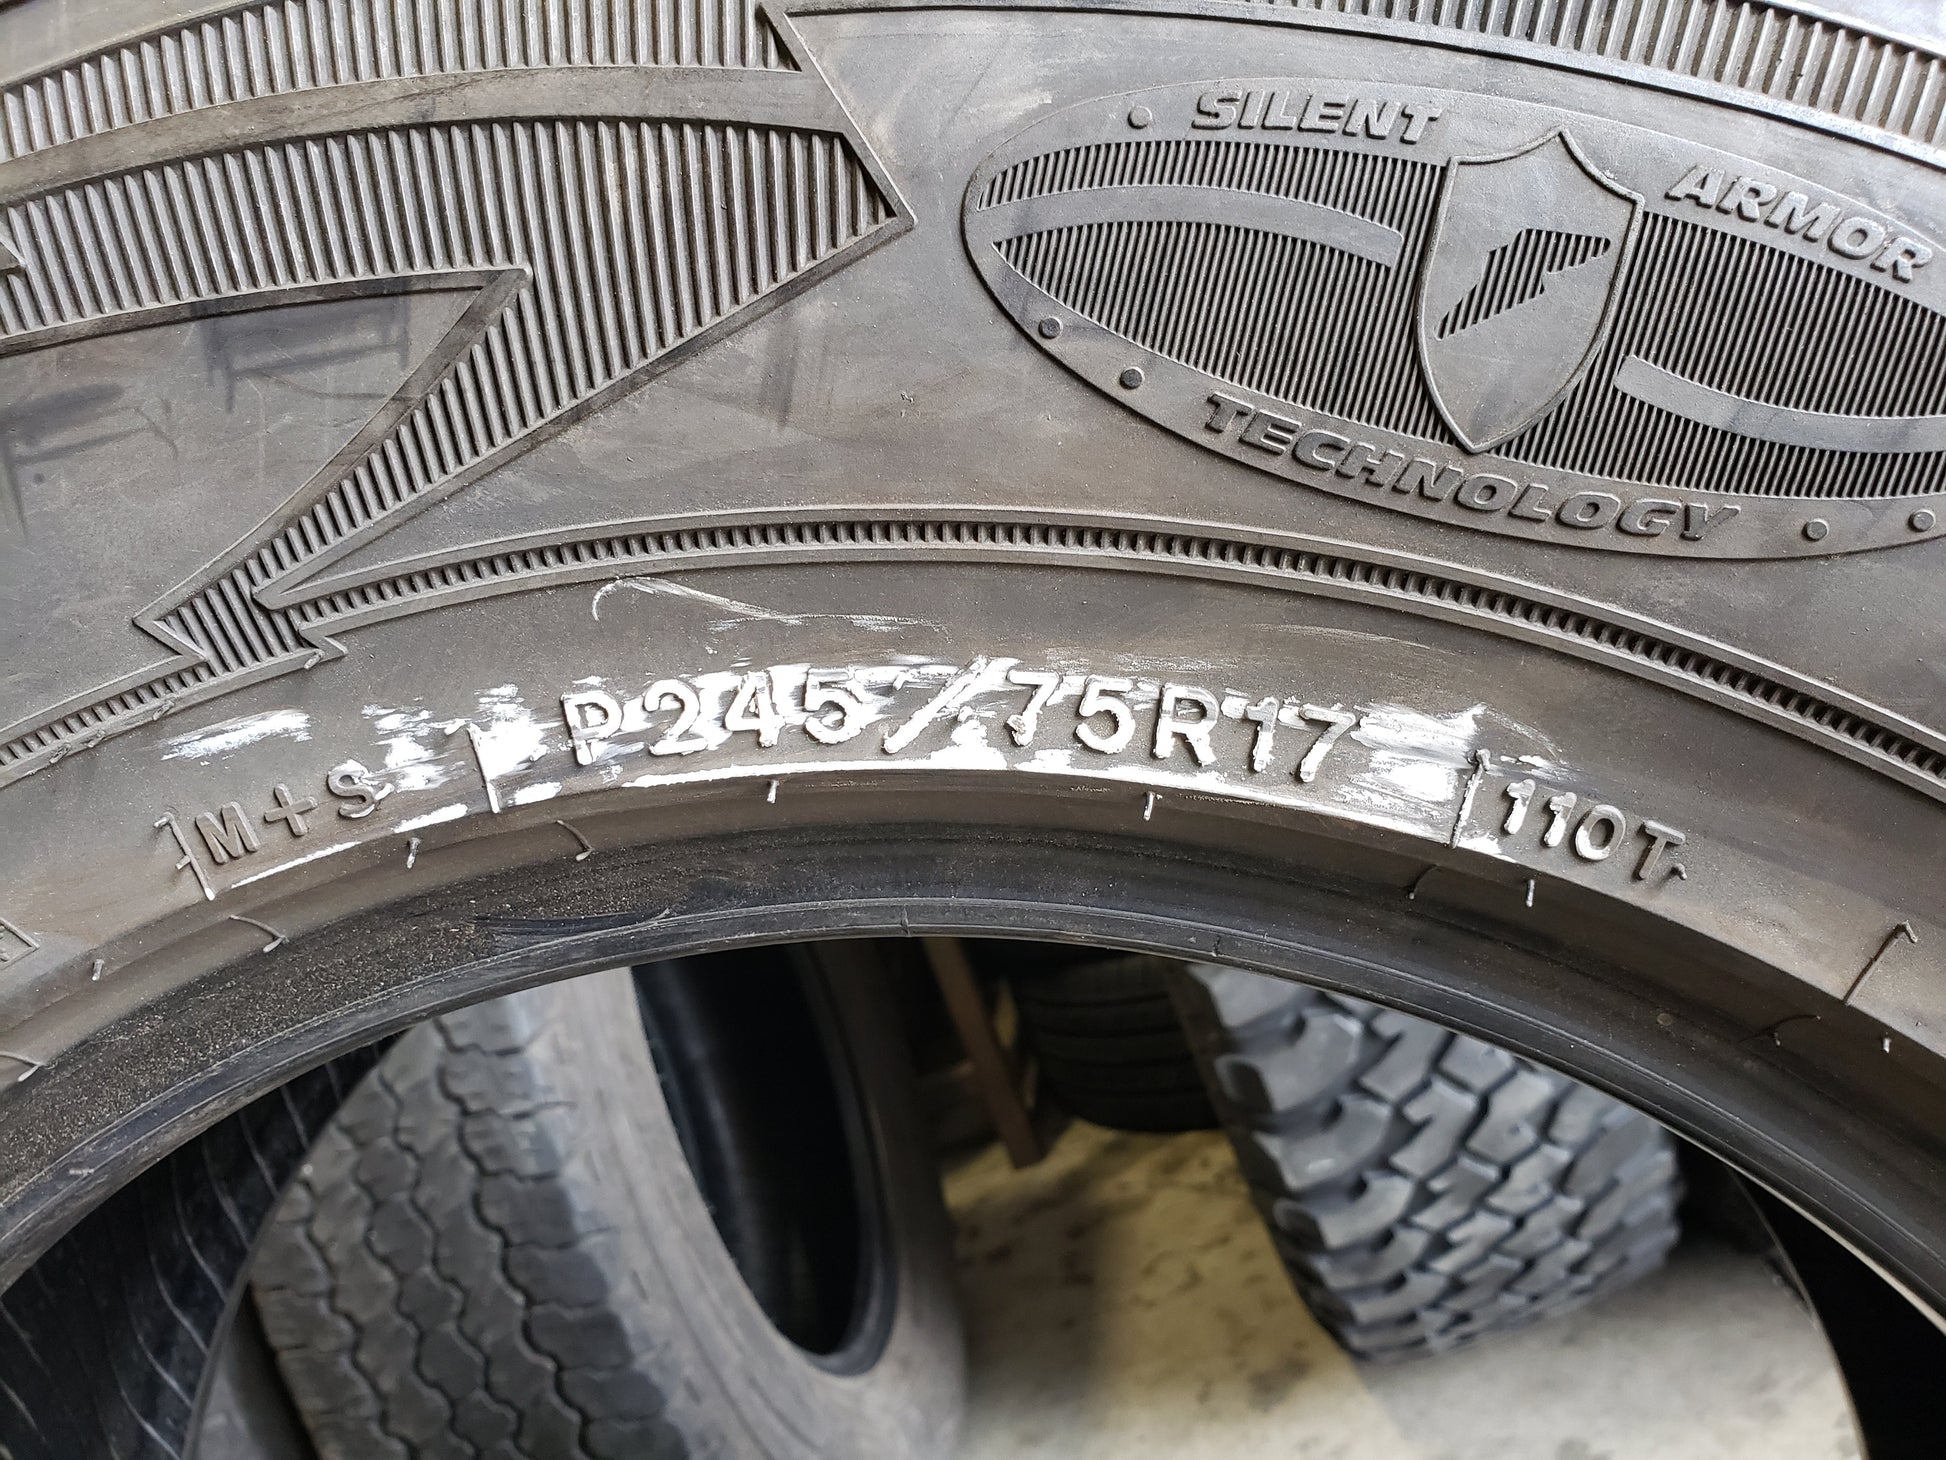 SILENT ARMOR
TECHNOLOGY
M+S P245/75R17 110T